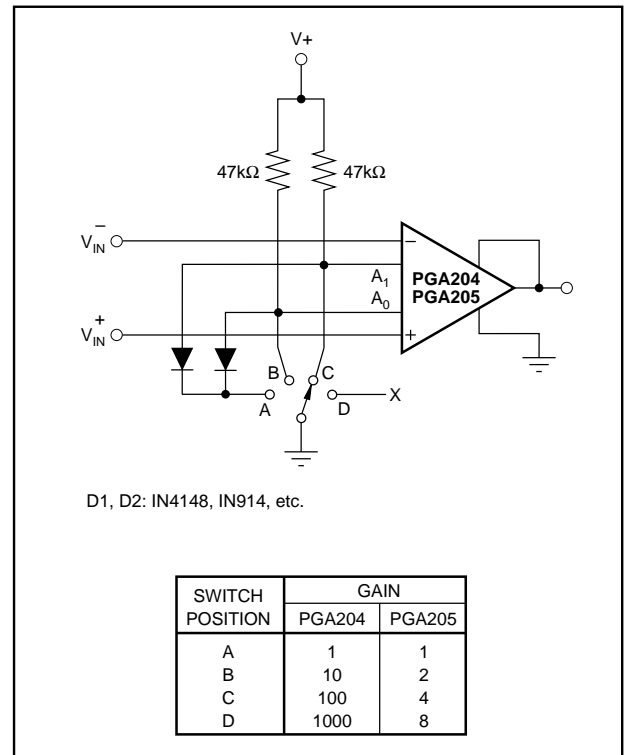 V+
47kΩ 47kΩ
V⁻IN
A1
A0
PGA204
PGA205
−
+
V⁺IN
B C
A D X
D1, D2: IN4148, IN914, etc.
SWITCH POSITION GAIN
PGA204 PGA205
A 1 1
B 10 2
C 100 4
D 1000 8